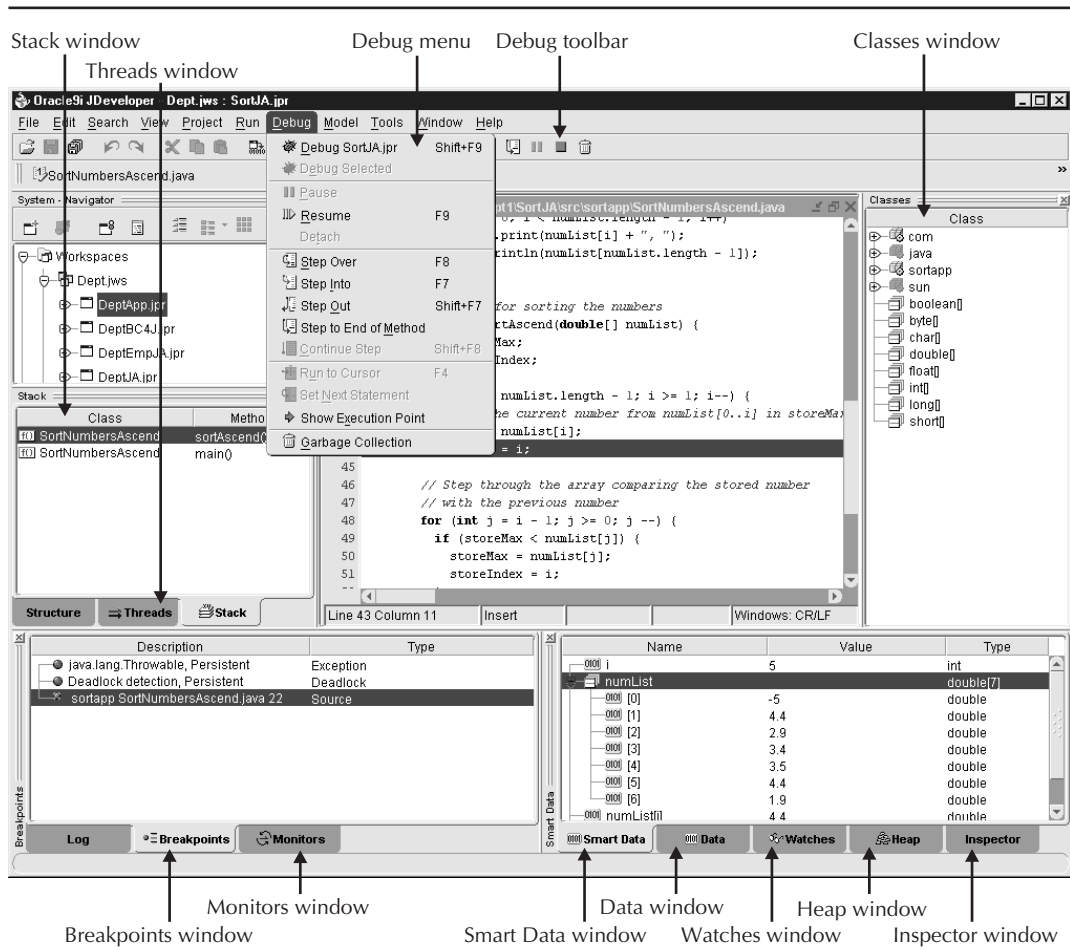 Stack window
Debug menu
Debug toolbar
Classes window
Threads window
Oracle9i JDeveloper - Dept.jws : SortJA.jpr
File Edit Search View Project Run Debug Model Tools Window Help
SortNumbersAscend.java
»
System - Navigator
Workspaces
Dept.jws
DeptApp.jpr
DeptBC4J.jpr
DeptEmpJA.jpr
DeptJA.jpr
Debug SortJA.jpr Shift+F9
Debug Selected
Pause
Resume F9
Detach
Step Over F8
Step Into F7
Step Out Shift+F7
Step to End of Method
Continue Step Shift+F8
Run to Cursor F4
Set Next Statement
Show Execution Point
Garbage Collection
pt1\SortJA\src\sortapp\SortNumbersAscend.java
0; i < numList.length - 1; i++)
.print(numList[i] + ", ");
rintln(numList[numList.length - 1]);
for sorting the numbers
rtAscend(double[] numList) {
Max;
Index;
numList.length - 1; i >= 1; i--) {
he current number from numList[0..i] in storeMa
numList[i];
= i;
45
46 // Step through the array comparing the stored number
47 // with the previous number
48 for (int j = i - 1; j >= 0; j --) {
49 if (storeMax < numList[j]) {
50 storeMax = numList[j];
51 storeIndex = i;
Line 43 Column 11 Insert Windows: CR/LF
Classes
Class
com
java
sortapp
sun
boolean[]
byte[]
char[]
double[]
float[]
int[]
long[]
short[]
Stack
Class Metho
SortNumbersAscend sortAscend()
SortNumbersAscend main()
Structure Threads Stack
Description Type
java.lang.Throwable, Persistent Exception
Deadlock detection, Persistent Deadlock
sortapp SortNumbersAscend.java 22 Source
Breakpoints
Log Breakpoints Monitors
Name Value Type
i 5 int
numList double[7]
[0] -5 double
[1] 4.4 double
[2] 2.9 double
[3] 3.4 double
[4] 3.5 double
[5] 4.4 double
[6] 1.9 double
numList[i] 4.4 double
Smart Data
Smart Data Data Watches Heap Inspector
Monitors window
Data window
Heap window
Breakpoints window
Smart Data window
Watches window
Inspector window